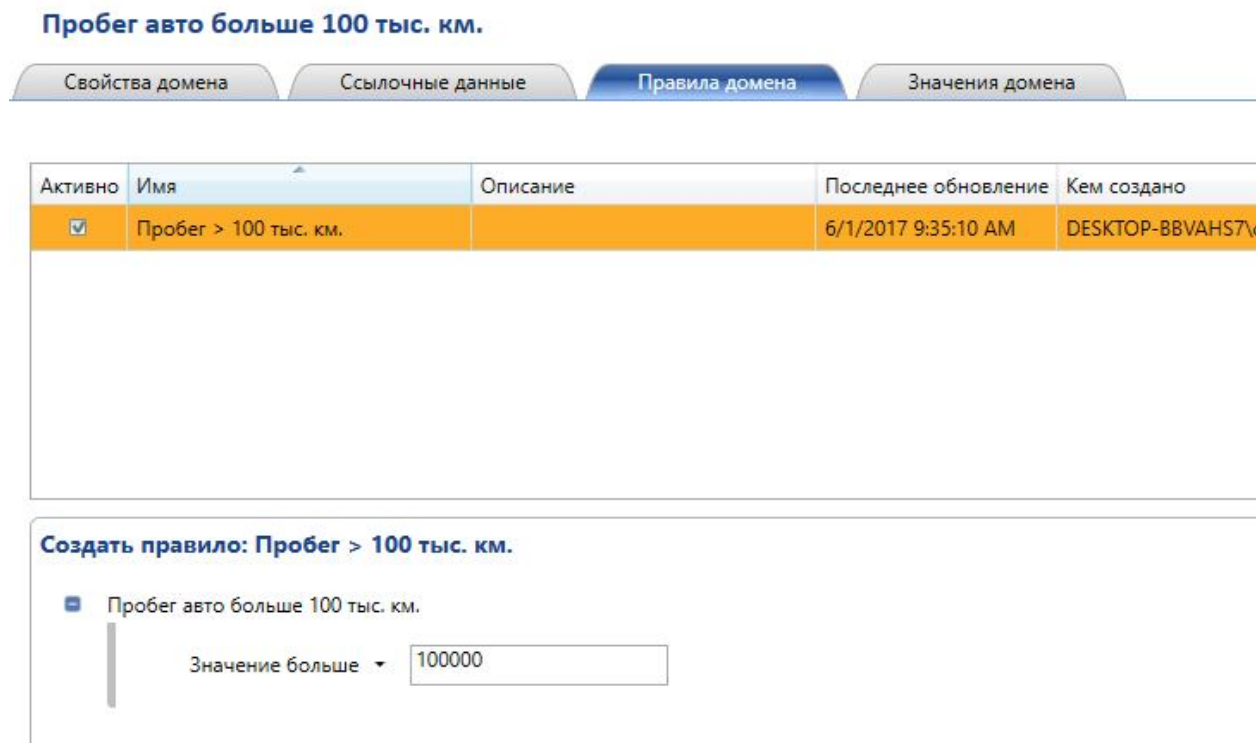 Пробег авто больше 100 тыс. км.
Свойства домена Ссылочные данные Правила домена Значения домена
Активно Имя Описание Последнее обновление Кем создано
Пробег > 100 тыс. км. 6/1/2017 9:35:10 AM DESKTOP-BBVAHS7\
Создать правило: Пробег > 100 тыс. км.
Пробег авто больше 100 тыс. км.
Значение больше 100000